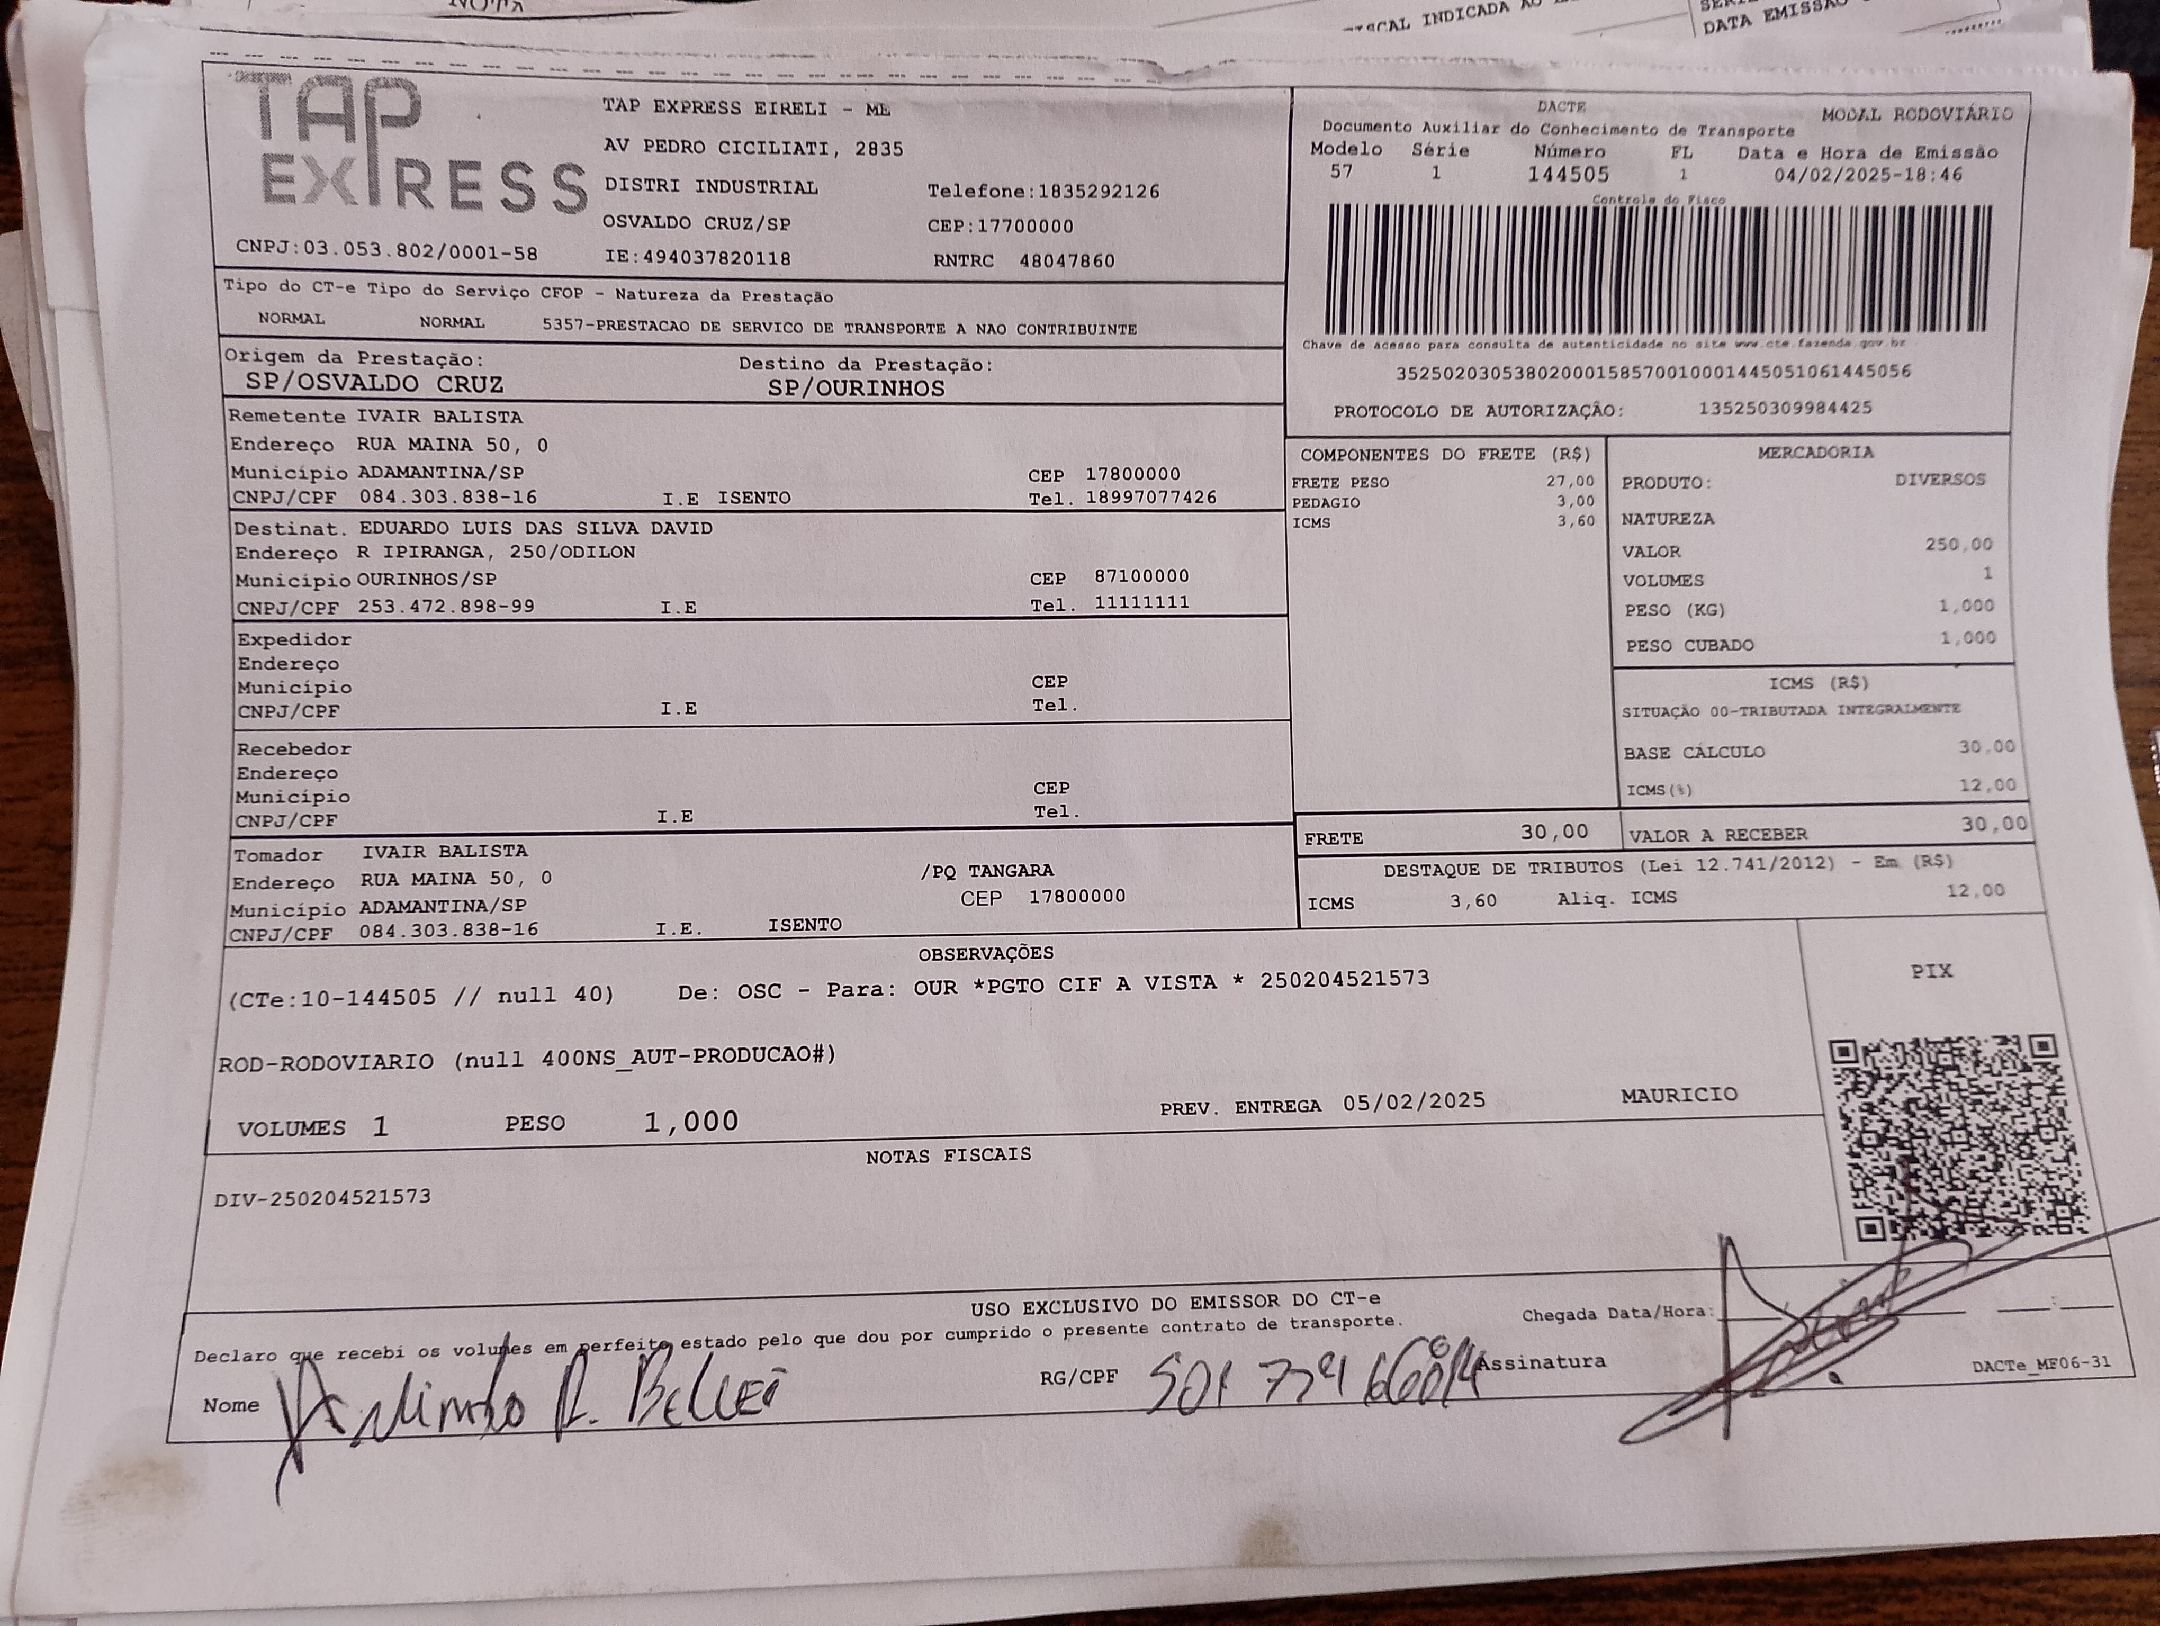 NOTA
FISCAL INDICADA AO
DATA EMISSÃO
TAP EXPRESS
CNPJ:03.053.802/0001-58
TAP EXPRESS EIRELI - ME
AV PEDRO CICILIATI, 2835
DISTRI INDUSTRIAL Telefone:1835292126
OSVALDO CRUZ/SP CEP:17700000
IE:494037820118 RNTRC 48047860
DACTE MODAL RODOVIÁRIO
Documento Auxiliar do Conhecimento de Transporte
Modelo Série Número FL Data e Hora de Emissão
57 1 144505 1 04/02/2025-18:46
Controle do Fisco
Chave de acesso para consulta de autenticidade no site www.cte.fazenda.gov.br
35250203053802000158570010001445051061445056
PROTOCOLO DE AUTORIZAÇÃO: 135250309984425
Tipo do CT-e Tipo do Serviço CFOP - Natureza da Prestação
NORMAL NORMAL 5357-PRESTACAO DE SERVICO DE TRANSPORTE A NAO CONTRIBUINTE
Origem da Prestação: Destino da Prestação:
SP/OSVALDO CRUZ SP/OURINHOS
Remetente IVAIR BALISTA
Endereço RUA MAINA 50, 0
Município ADAMANTINA/SP CEP 17800000
CNPJ/CPF 084.303.838-16 I.E ISENTO Tel. 18997077426
Destinat. EDUARDO LUIS DAS SILVA DAVID
Endereço R IPIRANGA, 250/ODILON
Município OURINHOS/SP CEP 87100000
CNPJ/CPF 253.472.898-99 I.E Tel. 11111111
Expedidor
Endereço
Município CEP
CNPJ/CPF I.E Tel.
Recebedor
Endereço
Município CEP
CNPJ/CPF I.E Tel.
Tomador IVAIR BALISTA
Endereço RUA MAINA 50, 0 /PQ TANGARA
Município ADAMANTINA/SP CEP 17800000
CNPJ/CPF 084.303.838-16 I.E. ISENTO
COMPONENTES DO FRETE (R$)
FRETE PESO 27,00
PEDAGIO 3,00
ICMS 3,60
MERCADORIA
PRODUTO: DIVERSOS
NATUREZA
VALOR 250,00
VOLUMES 1
PESO (KG) 1,000
PESO CUBADO 1,000
ICMS (R$)
SITUAÇÃO 00-TRIBUTADA INTEGRALMENTE
BASE CÁLCULO 30,00
ICMS(%) 12,00
FRETE 30,00 VALOR A RECEBER 30,00
DESTAQUE DE TRIBUTOS (Lei 12.741/2012) - Em (R$)
ICMS 3,60 Aliq. ICMS 12,00
OBSERVAÇÕES
(CTe:10-144505 // null 40) De: OSC - Para: OUR *PGTO CIF A VISTA * 250204521573
ROD-RODOVIARIO (null 400NS_AUT-PRODUCAO#)
VOLUMES 1 PESO 1,000 PREV. ENTREGA 05/02/2025 MAURICIO
PIX
NOTAS FISCAIS
DIV-250204521573
USO EXCLUSIVO DO EMISSOR DO CT-e
Declaro que recebi os volumes em perfeito estado pelo que dou por cumprido o presente contrato de transporte.
Chegada Data/Hora:
Nome
RG/CPF
Assinatura
DACTe_MF06-31